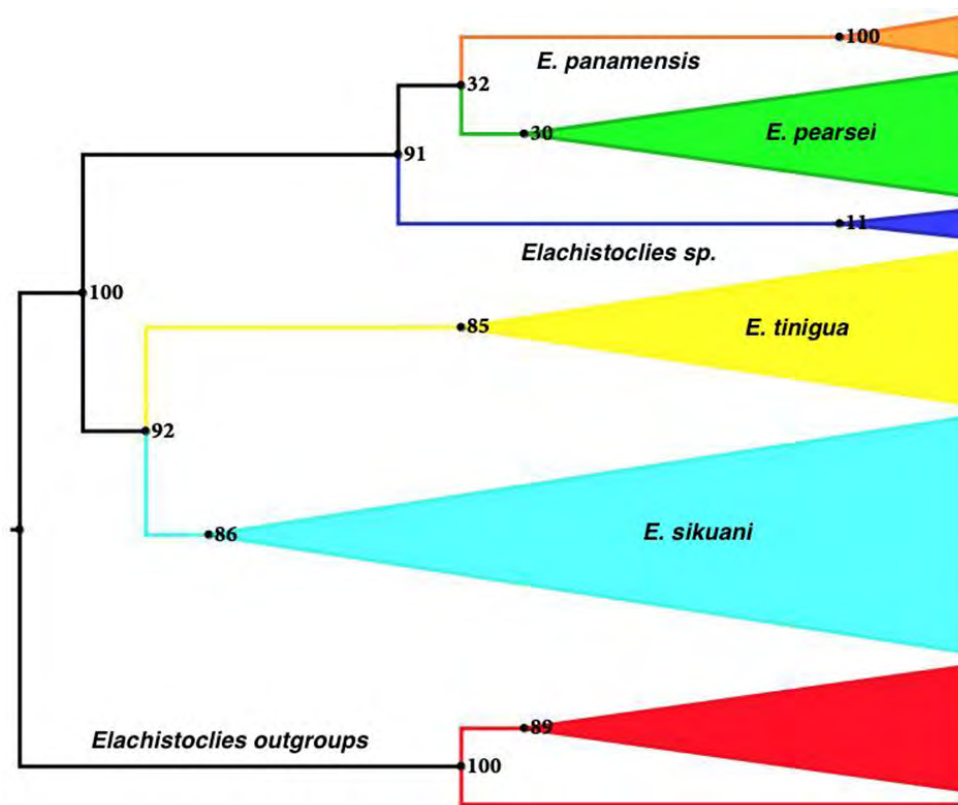 100
E. panamensis
32
E. pearsei
30
91
11
Elachistoclies sp.
100
E. tinigua
85
92
E. sikuani
86
89
Elachistoclies outgroups
100